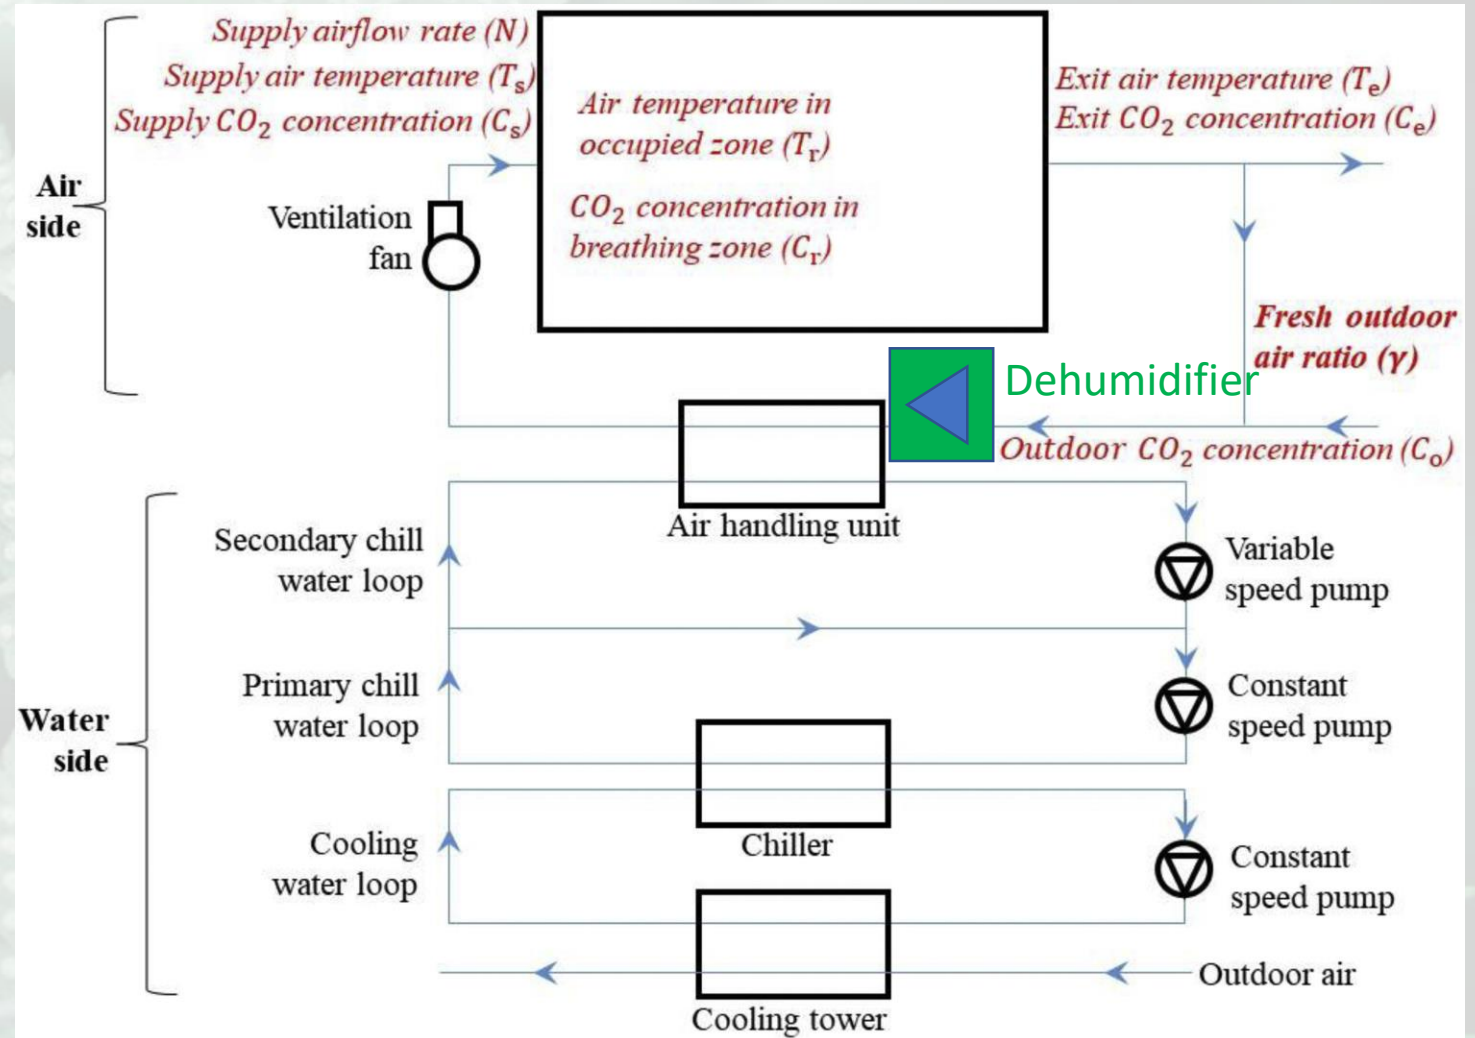 Supply airflow rate (N)
Supply air temperature (Tₛ)
Supply CO₂ concentration (Cₛ)
Air temperature in
occupied zone (Tᵣ)
CO₂ concentration in
breathing zone (Cᵣ)
Exit air temperature (Tₑ)
Exit CO₂ concentration (Cₑ)
Air
side
Ventilation
fan
Fresh outdoor
air ratio (γ)
Dehumidifier
Outdoor CO₂ concentration (Cₒ)
Air handling unit
Secondary chill
water loop
Variable
speed pump
Primary chill
water loop
Constant
speed pump
Water
side
Chiller
Cooling
water loop
Constant
speed pump
Outdoor air
Cooling tower